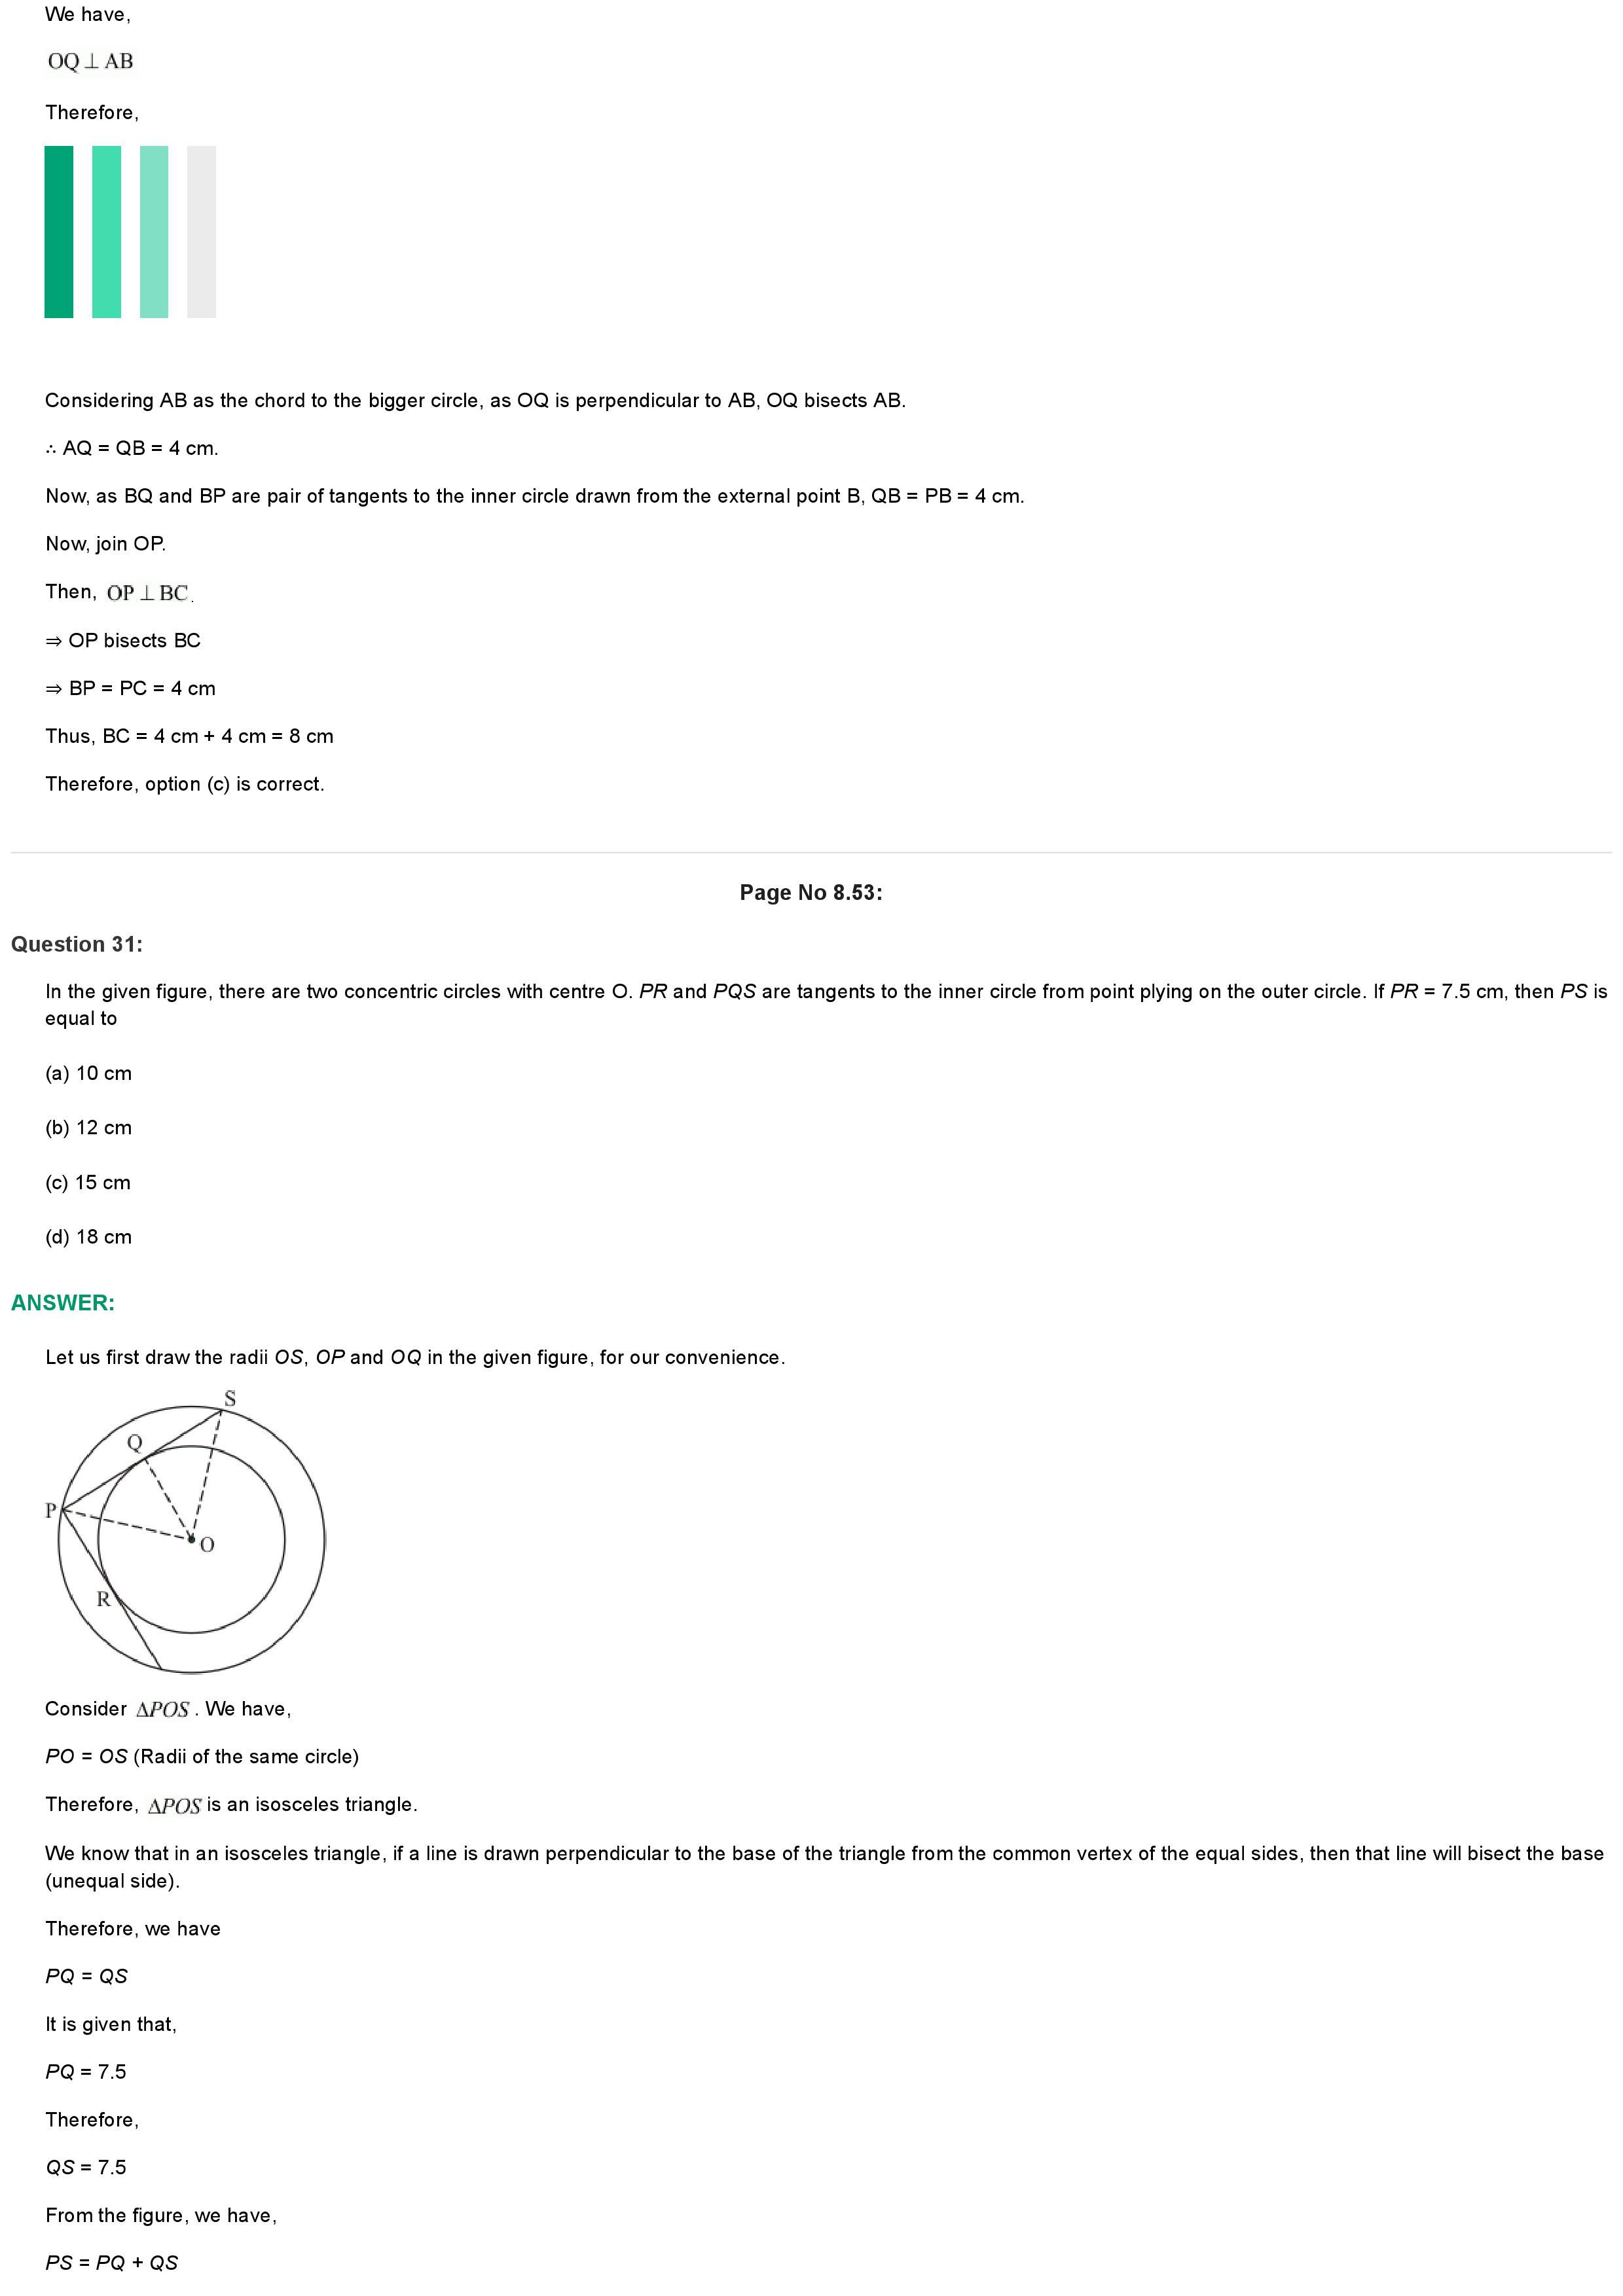 We have,
OQ ⊥ AB
Therefore,
Considering AB as the chord to the bigger circle, as OQ is perpendicular to AB, OQ bisects AB.
∴ AQ = QB = 4 cm.
Now, as BQ and BP are pair of tangents to the inner circle drawn from the external point B, QB = PB = 4 cm.
Now, join OP.
Then, OP ⊥ BC.
⇒ OP bisects BC
⇒ BP = PC = 4 cm
Thus, BC = 4 cm + 4 cm = 8 cm
Therefore, option (c) is correct.
Page No 8.53:
Question 31:
In the given figure, there are two concentric circles with centre O. PR and PQS are tangents to the inner circle from point plying on the outer circle. If PR = 7.5 cm, then PS is
equal to
(a) 10 cm
(b) 12 cm
(c) 15 cm
(d) 18 cm
ANSWER:
Let us first draw the radii OS, OP and OQ in the given figure, for our convenience.
S
Q
P
O
R
Consider ΔPOS. We have,
PO = OS (Radii of the same circle)
Therefore, ΔPOS is an isosceles triangle.
We know that in an isosceles triangle, if a line is drawn perpendicular to the base of the triangle from the common vertex of the equal sides, then that line will bisect the base
(unequal side).
Therefore, we have
PQ = QS
It is given that,
PQ = 7.5
Therefore,
QS = 7.5
From the figure, we have,
PS = PQ + QS